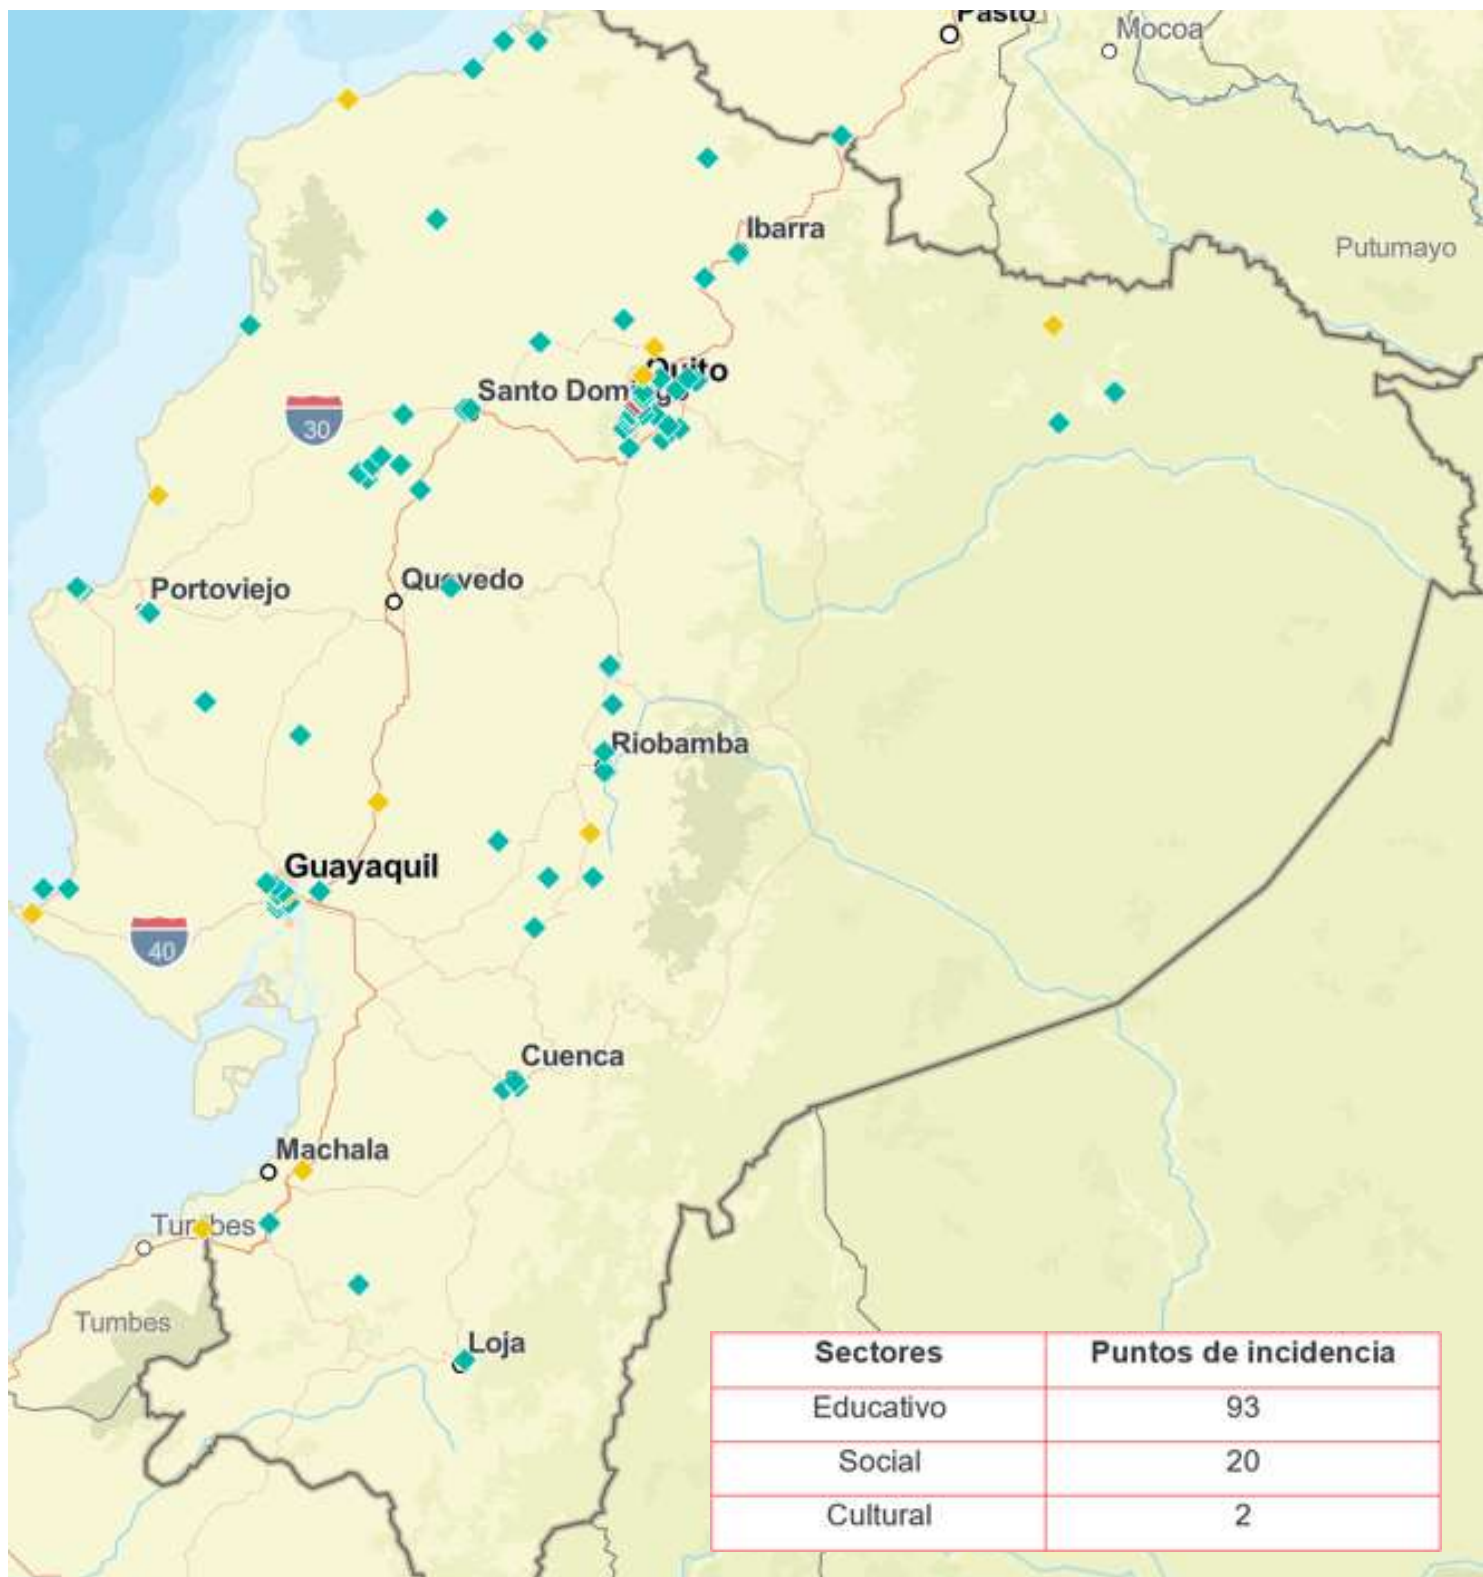 Pasto
Mocoa
Ibarra
Putumayo
Quito
Santo Domingo
30
Portoviejo
Quevedo
Riobamba
Guayaquil
40
Cuenca
Machala
Tumbes
Tumbes
Loja
Sectores Puntos de incidencia
Educativo 93
Social 20
Cultural 2